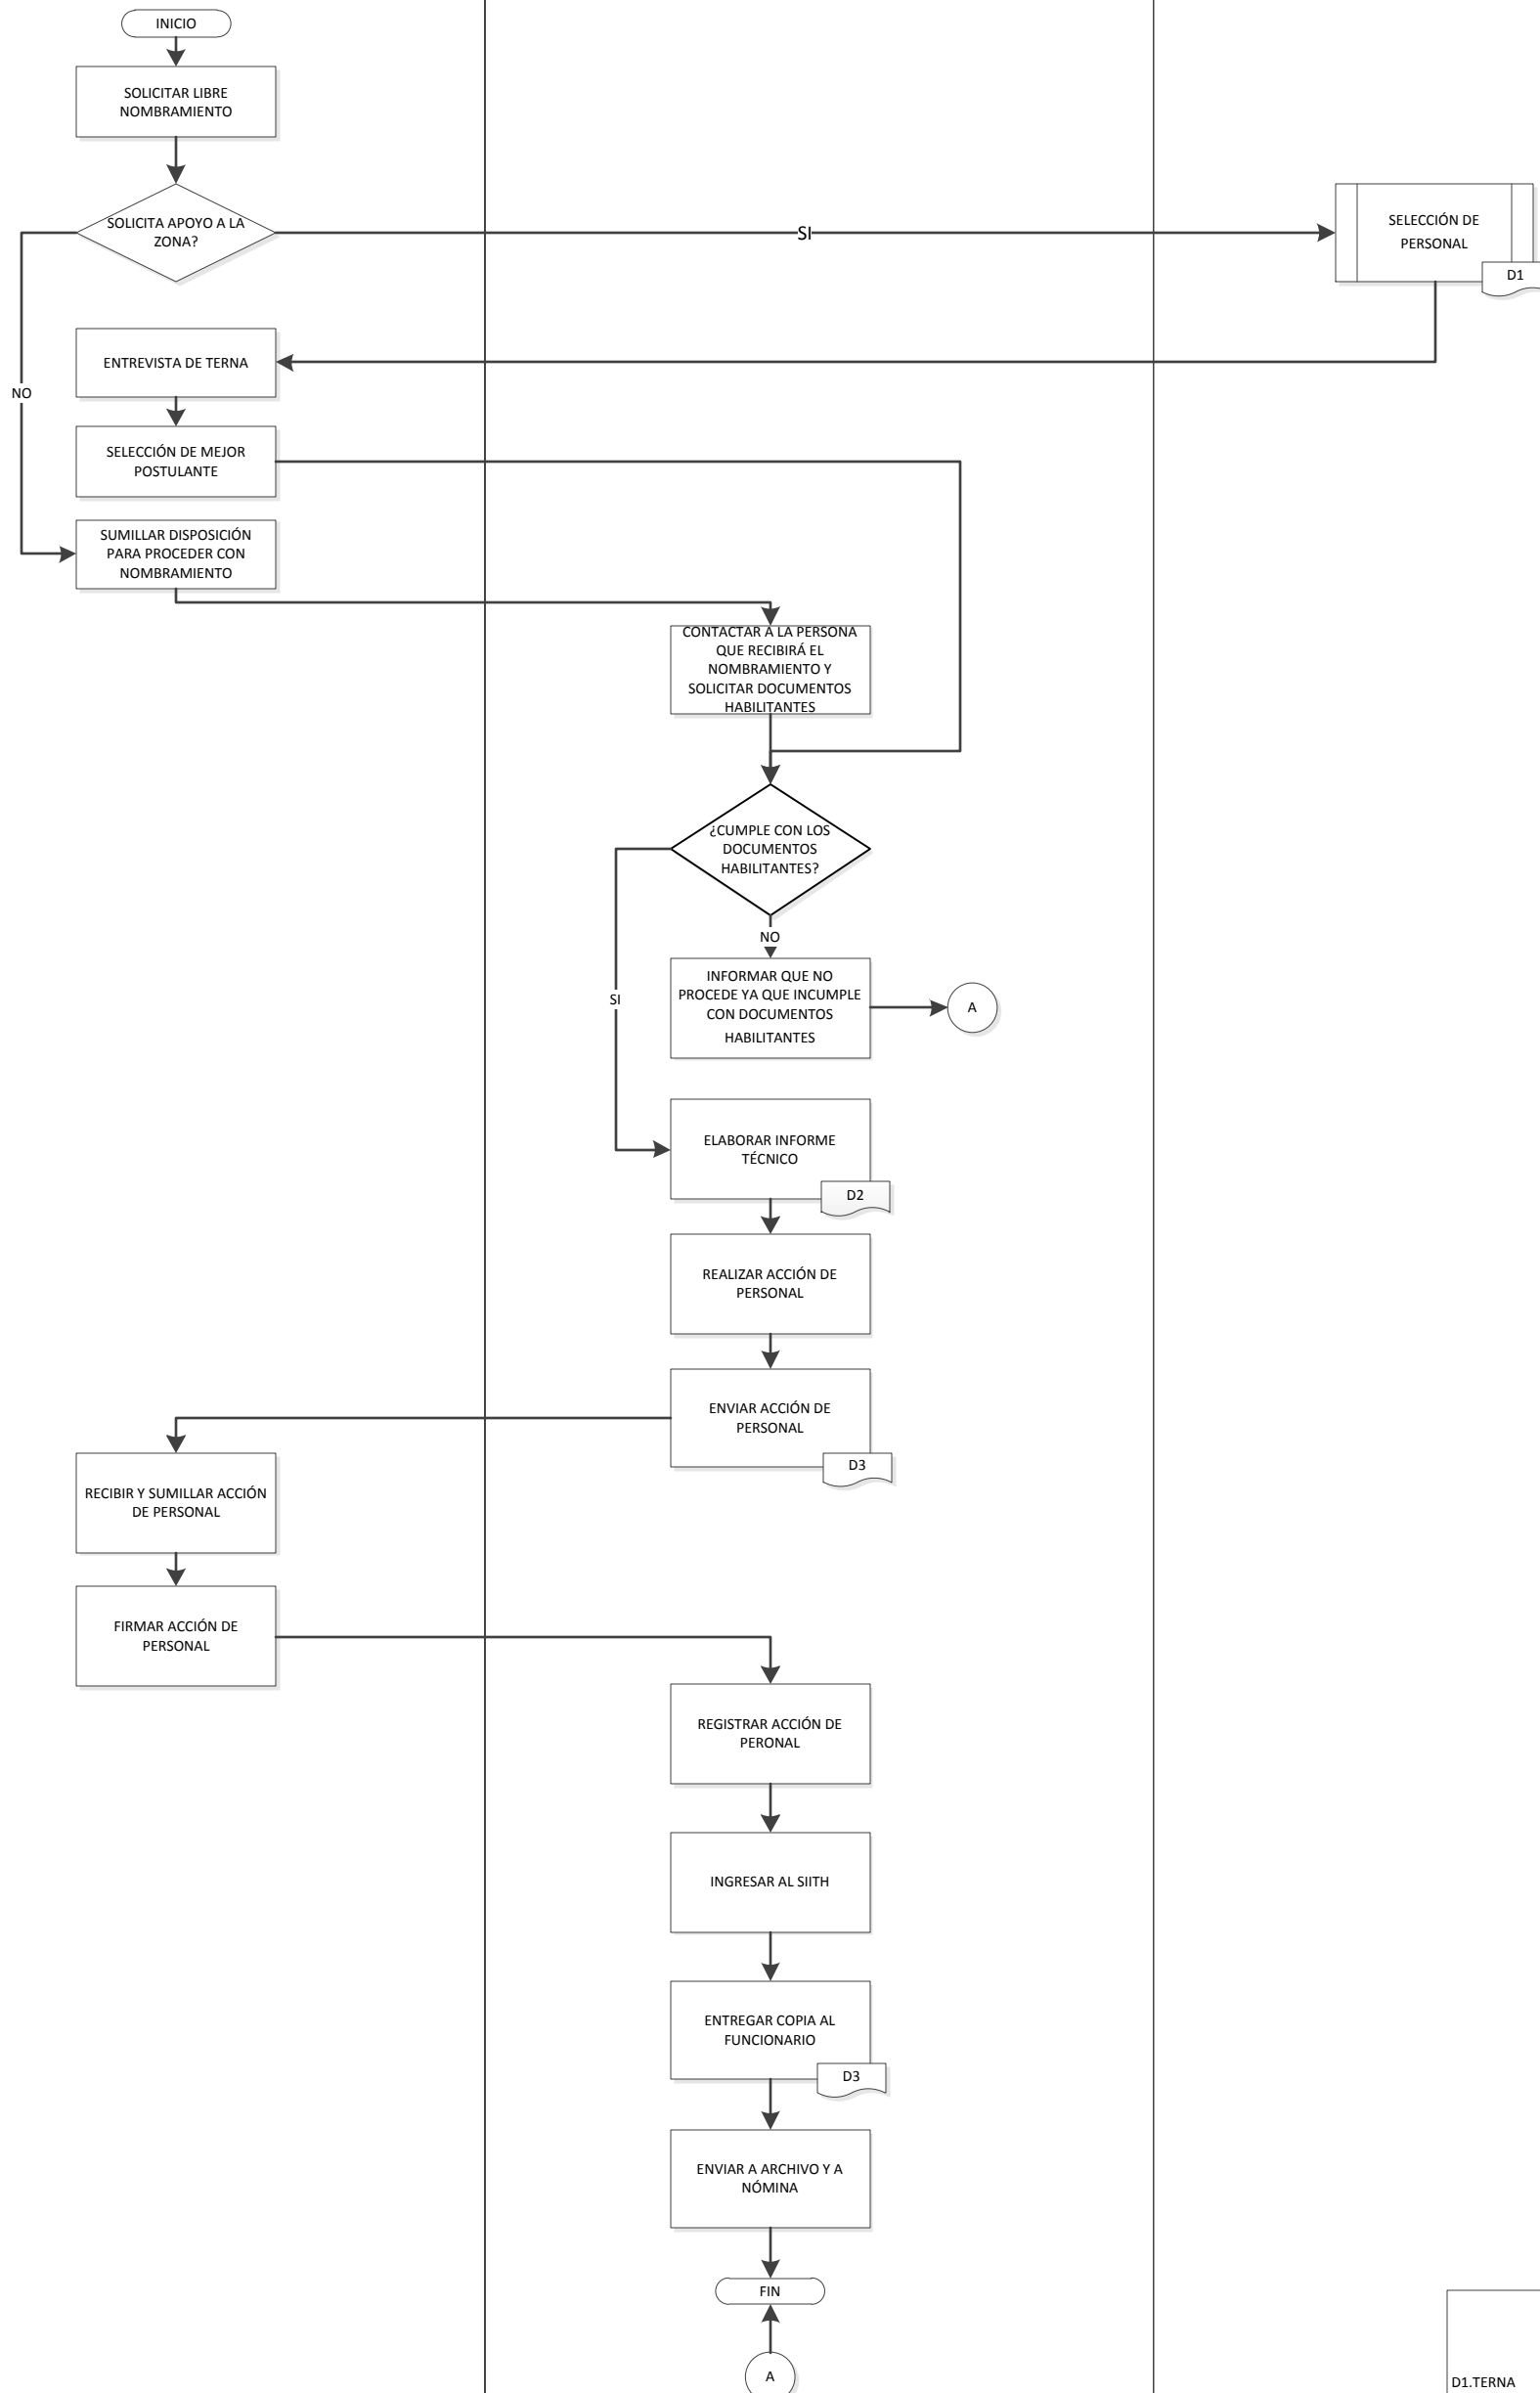 INICIO
SOLICITAR LIBRE
NOMBRAMIENTO
SOLICITA APOYO A LA
ZONA?
SI
SELECCIÓN DE
PERSONAL
D1
ENTREVISTA DE TERNA
NO
SELECCIÓN DE MEJOR
POSTULANTE
SUMILLAR DISPOSICIÓN
PARA PROCEDER CON
NOMBRAMIENTO
CONTACTAR A LA PERSONA
QUE RECIBIRÁ EL
NOMBRAMIENTO Y
SOLICITAR DOCUMENTOS
HABILITANTES
¿CUMPLE CON LOS
DOCUMENTOS
HABILITANTES?
NO
SI
INFORMAR QUE NO
PROCEDE YA QUE INCUMPLE
CON DOCUMENTOS
HABILITANTES
A
ELABORAR INFORME
TÉCNICO
D2
REALIZAR ACCIÓN DE
PERSONAL
ENVIAR ACCIÓN DE
PERSONAL
D3
RECIBIR Y SUMILLAR ACCIÓN
DE PERSONAL
FIRMAR ACCIÓN DE
PERSONAL
REGISTRAR ACCIÓN DE
PERONAL
INGRESAR AL SIITH
ENTREGAR COPIA AL
FUNCIONARIO
D3
ENVIAR A ARCHIVO Y A
NÓMINA
FIN
A
D1.TERNA